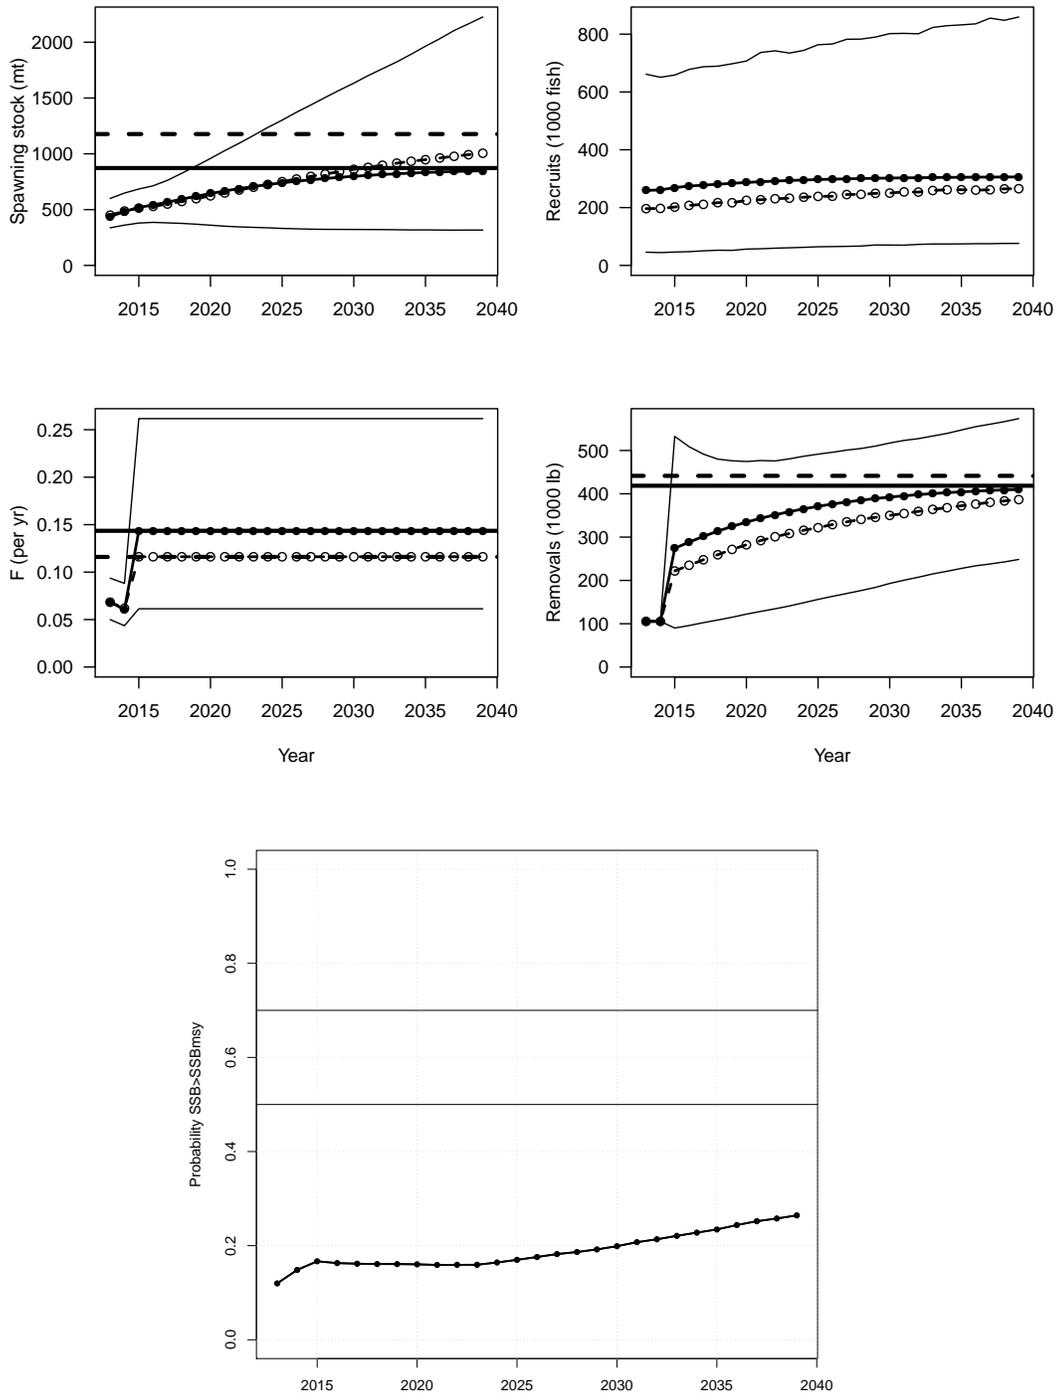 Spawning stock (mt)
2000
1500
1000
500
0
2015 2020 2025 2030 2035 2040
Recruits (1000 fish)
800
600
400
200
0
2015 2020 2025 2030 2035 2040
F (per yr)
0.25
0.20
0.15
0.10
0.05
0.00
2015 2020 2025 2030 2035 2040
Year
Removals (1000 lb)
500
400
300
200
100
0
2015 2020 2025 2030 2035 2040
Year
Probability SSB>SSBmsy
1.0
0.8
0.6
0.4
0.2
0.0
2015 2020 2025 2030 2035 2040